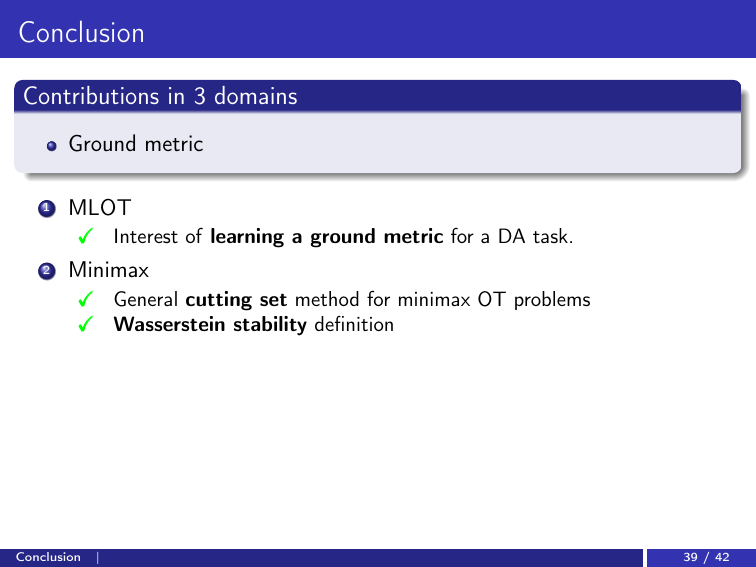 Conclusion
Contributions in 3 domains
Ground metric
1 MLOT
✓ Interest of learning a ground metric for a DA task.
2 Minimax
✓ General cutting set method for minimax OT problems
✓ Wasserstein stability definition
Conclusion |
39 / 42